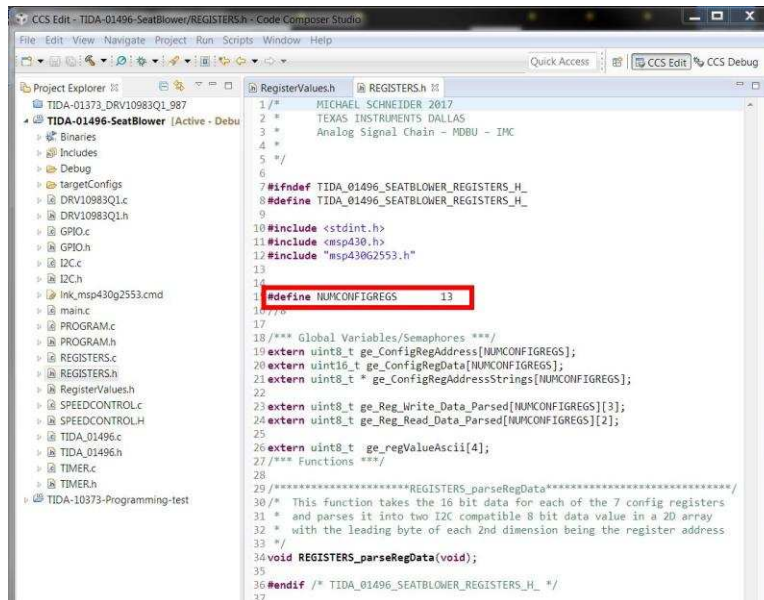 CCS Edit - TIDA-01496-SeatBlower/REGISTERS.h - Code Composer Studio
File Edit View Navigate Project Run Scripts Window Help
Quick Access CCS Edit CCS Debug
Project Explorer
TIDA-01373_DRV10983Q1_987
TIDA-01496-SeatBlower [Active - Debu
Binaries
Includes
Debug
targetConfigs
DRV10983Q1.c
DRV10983Q1.h
GPIO.c
GPIO.h
I2C.c
I2C.h
lnk_msp430g2553.cmd
main.c
PROGRAM.c
PROGRAM.h
REGISTERS.c
REGISTERS.h
RegisterValues.h
SPEEDCONTROL.c
SPEEDCONTROL.H
TIDA_01496.c
TIDA_01496.h
TIMER.c
TIMER.h
TIDA-10373-Programming-test
RegisterValues.h REGISTERS.h
1 /* MICHAEL SCHNEIDER 2017
2 * TEXAS INSTRUMENTS DALLAS
3 * Analog Signal Chain - MDBU - IMC
4 *
5 */
6
7 #ifndef TIDA_01496_SEATBLOWER_REGISTERS_H_
8 #define TIDA_01496_SEATBLOWER_REGISTERS_H_
9
10 #include <stdint.h>
11 #include <msp430.h>
12 #include "msp430G2553.h"
13
14
15 #define NUMCONFIGREGS 13
16 //8
17
18 /*** Global Variables/Semaphores ***/
19 extern uint8_t ge_ConfigRegAddress[NUMCONFIGREGS];
20 extern uint16_t ge_ConfigRegData[NUMCONFIGREGS];
21 extern uint8_t * ge_ConfigRegAddressStrings[NUMCONFIGREGS];
22
23 extern uint8_t ge_Reg_Write_Data_Parsed[NUMCONFIGREGS][3];
24 extern uint8_t ge_Reg_Read_Data_Parsed[NUMCONFIGREGS][2];
25
26 extern uint8_t ge_regValueAscii[4];
27 /*** Functions ***/
28
29 /**********************REGISTERS_parseRegData******************************/
30 /* This function takes the 16 bit data for each of the 7 config registers
31 * and parses it into two I2C compatible 8 bit data value in a 2D array
32 * with the leading byte of each 2nd dimension being the register address
33 */
34 void REGISTERS_parseRegData(void);
35
36 #endif /* TIDA_01496_SEATBLOWER_REGISTERS_H_ */
37